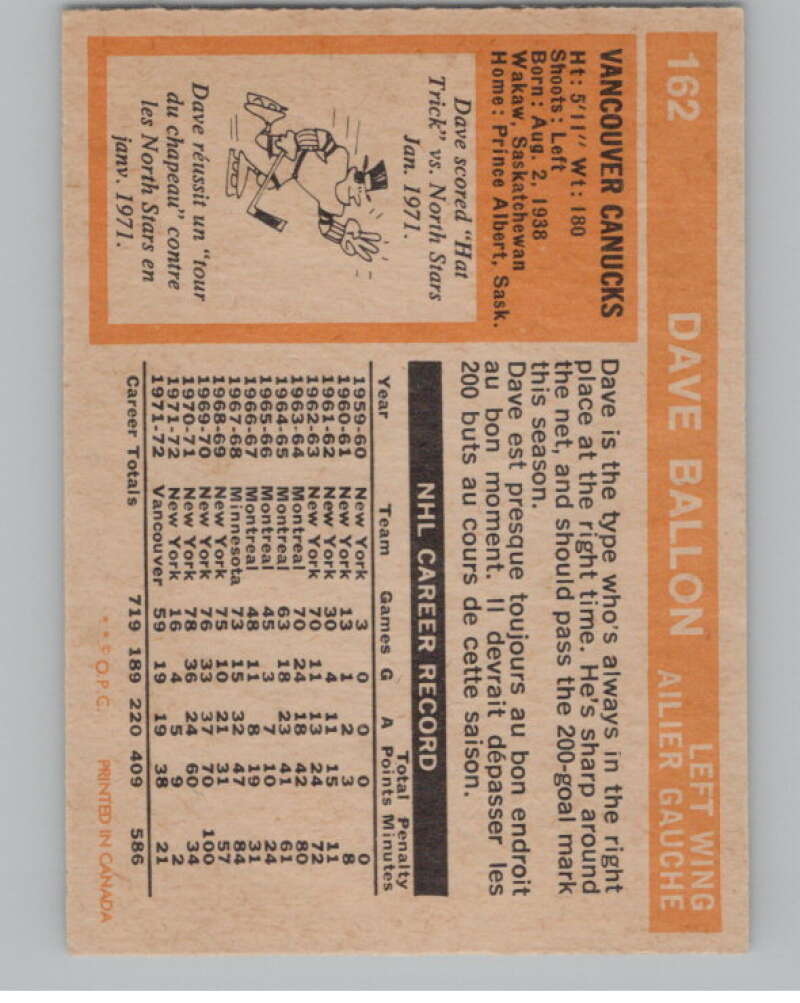 162 DAVE BALLON LEFT WING
AILIER GAUCHE
VANCOUVER CANUCKS
Ht: 5'11" Wt: 180
Shoots: Left
Born: Aug. 2, 1938
Wakaw, Saskatchewan
Home: Prince Albert, Sask.
Dave scored "Hat
Trick" vs. North Stars
Jan. 1971.
Dave réussit un "tour
du chapeau" contre
les North Stars en
janv. 1971.
Dave is the type who's always in the right
place at the right time. He's sharp around
the net, and should pass the 200-goal mark
this season.
Dave est presque toujours au bon endroit
au bon moment. Il devrait dépasser les
200 buts au cours de cette saison.
NHL CAREER RECORD
Total Penalty
Year Team Games G A Points Minutes
1959-60 New York 3 0 0 0 0
1960-61 New York 13 1 2 3 8
1961-62 New York 30 4 11 15 11
1962-63 New York 70 11 13 24 72
1963-64 Montreal 70 24 18 42 80
1964-65 Montreal 63 18 23 41 61
1965-66 Montreal 45 3 7 10 24
1966-67 Montreal 48 11 8 19 31
1967-68 Minnesota 73 15 32 47 84
1968-69 New York 75 10 21 31 57
1969-70 New York 76 33 37 70 100
1970-71 New York 78 36 24 60 34
1971-72 New York 16 4 5 9 2
1971-72 Vancouver 59 19 19 38 21
Career Totals 719 189 220 409 586
* * © O.P.C. PRINTED IN CANADA